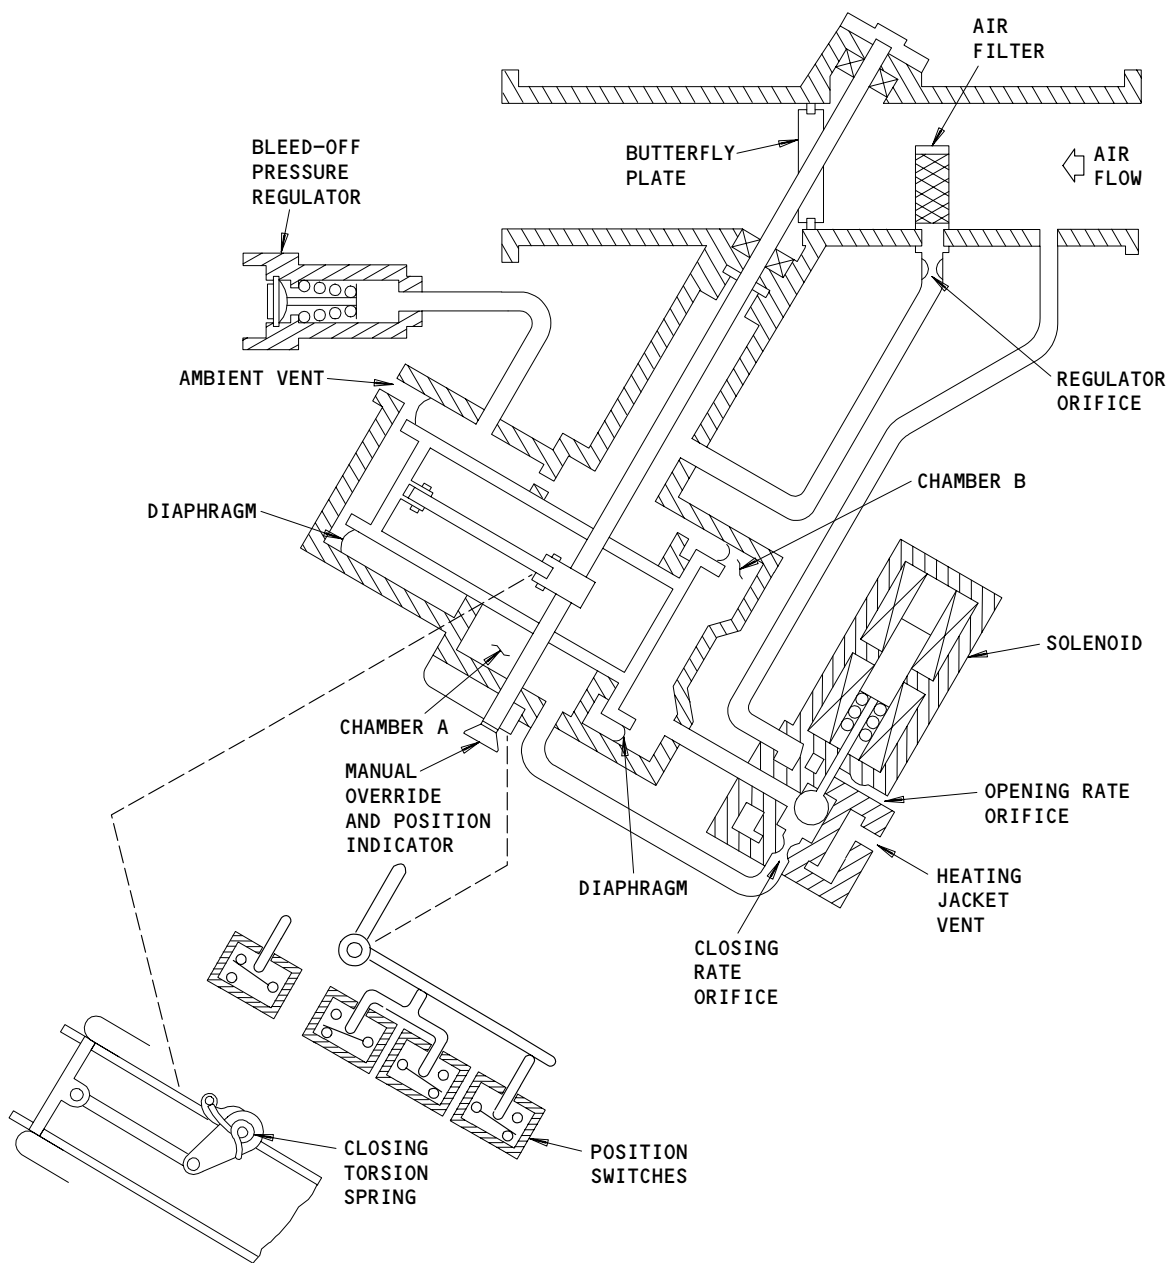 AIR
FILTER
BLEED-OFF
PRESSURE
REGULATOR
BUTTERFLY
PLATE
AIR
FLOW
AMBIENT VENT
REGULATOR
ORIFICE
CHAMBER B
DIAPHRAGM
SOLENOID
CHAMBER A
MANUAL
OVERRIDE
AND POSITION
INDICATOR
OPENING RATE
ORIFICE
DIAPHRAGM
HEATING
JACKET
VENT
CLOSING
RATE
ORIFICE
CLOSING
TORSION
SPRING
POSITION
SWITCHES